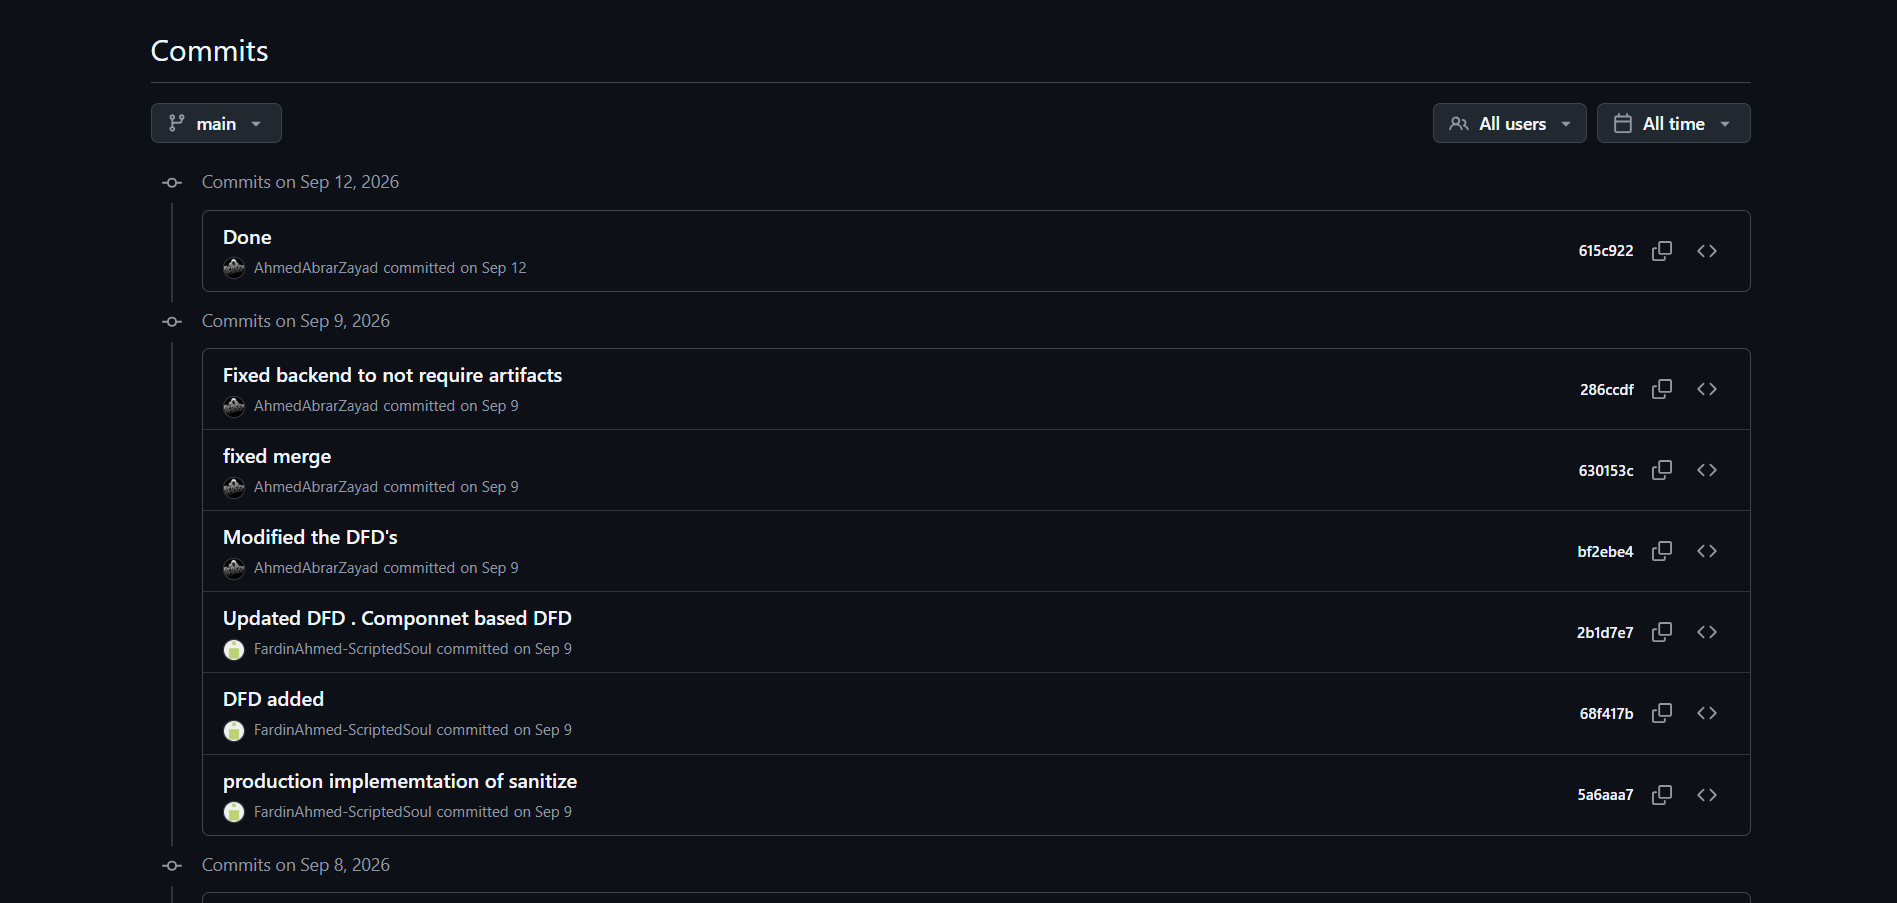 Commits
main
All users
All time
Commits on Sep 12, 2026
Done
AhmedAbrarZayad committed on Sep 12
615c922
Commits on Sep 9, 2026
Fixed backend to not require artifacts
AhmedAbrarZayad committed on Sep 9
286ccdf
fixed merge
AhmedAbrarZayad committed on Sep 9
630153c
Modified the DFD's
AhmedAbrarZayad committed on Sep 9
bf2ebe4
Updated DFD . Componnet based DFD
FardinAhmed-ScriptedSoul committed on Sep 9
2b1d7e7
DFD added
FardinAhmed-ScriptedSoul committed on Sep 9
68f417b
production implememtation of sanitize
FardinAhmed-ScriptedSoul committed on Sep 9
5a6aaa7
Commits on Sep 8, 2026